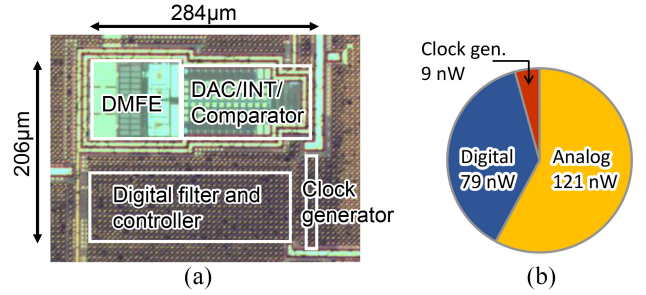 284µm
206µm
DMFE
DAC/INT/
Comparator
Digital filter and
controller
Clock
generator
(a)
Clock gen.
9 nW
Digital
79 nW
Analog
121 nW
(b)